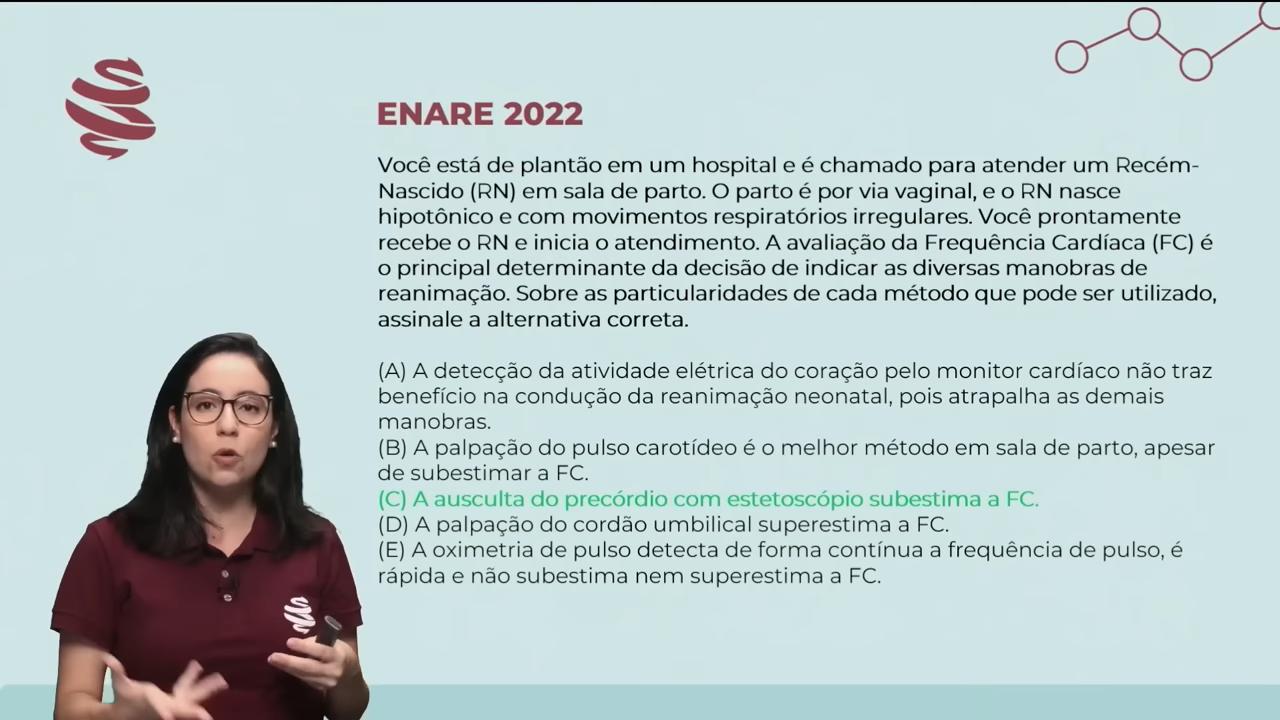 ENARE 2022
Você está de plantão em um hospital e é chamado para atender um Recém-
Nascido (RN) em sala de parto. O parto é por via vaginal, e o RN nasce
hipotônico e com movimentos respiratórios irregulares. Você prontamente
recebe o RN e inicia o atendimento. A avaliação da Frequência Cardíaca (FC) é
o principal determinante da decisão de indicar as diversas manobras de
reanimação. Sobre as particularidades de cada método que pode ser utilizado,
assinale a alternativa correta.
(A) A detecção da atividade elétrica do coração pelo monitor cardíaco não traz
benefício na condução da reanimação neonatal, pois atrapalha as demais
manobras.
(B) A palpação do pulso carotídeo é o melhor método em sala de parto, apesar
de subestimar a FC.
(C) A ausculta do precórdio com estetoscópio subestima a FC.
(D) A palpação do cordão umbilical superestima a FC.
(E) A oximetria de pulso detecta de forma contínua a frequência de pulso, é
rápida e não subestima nem superestima a FC.